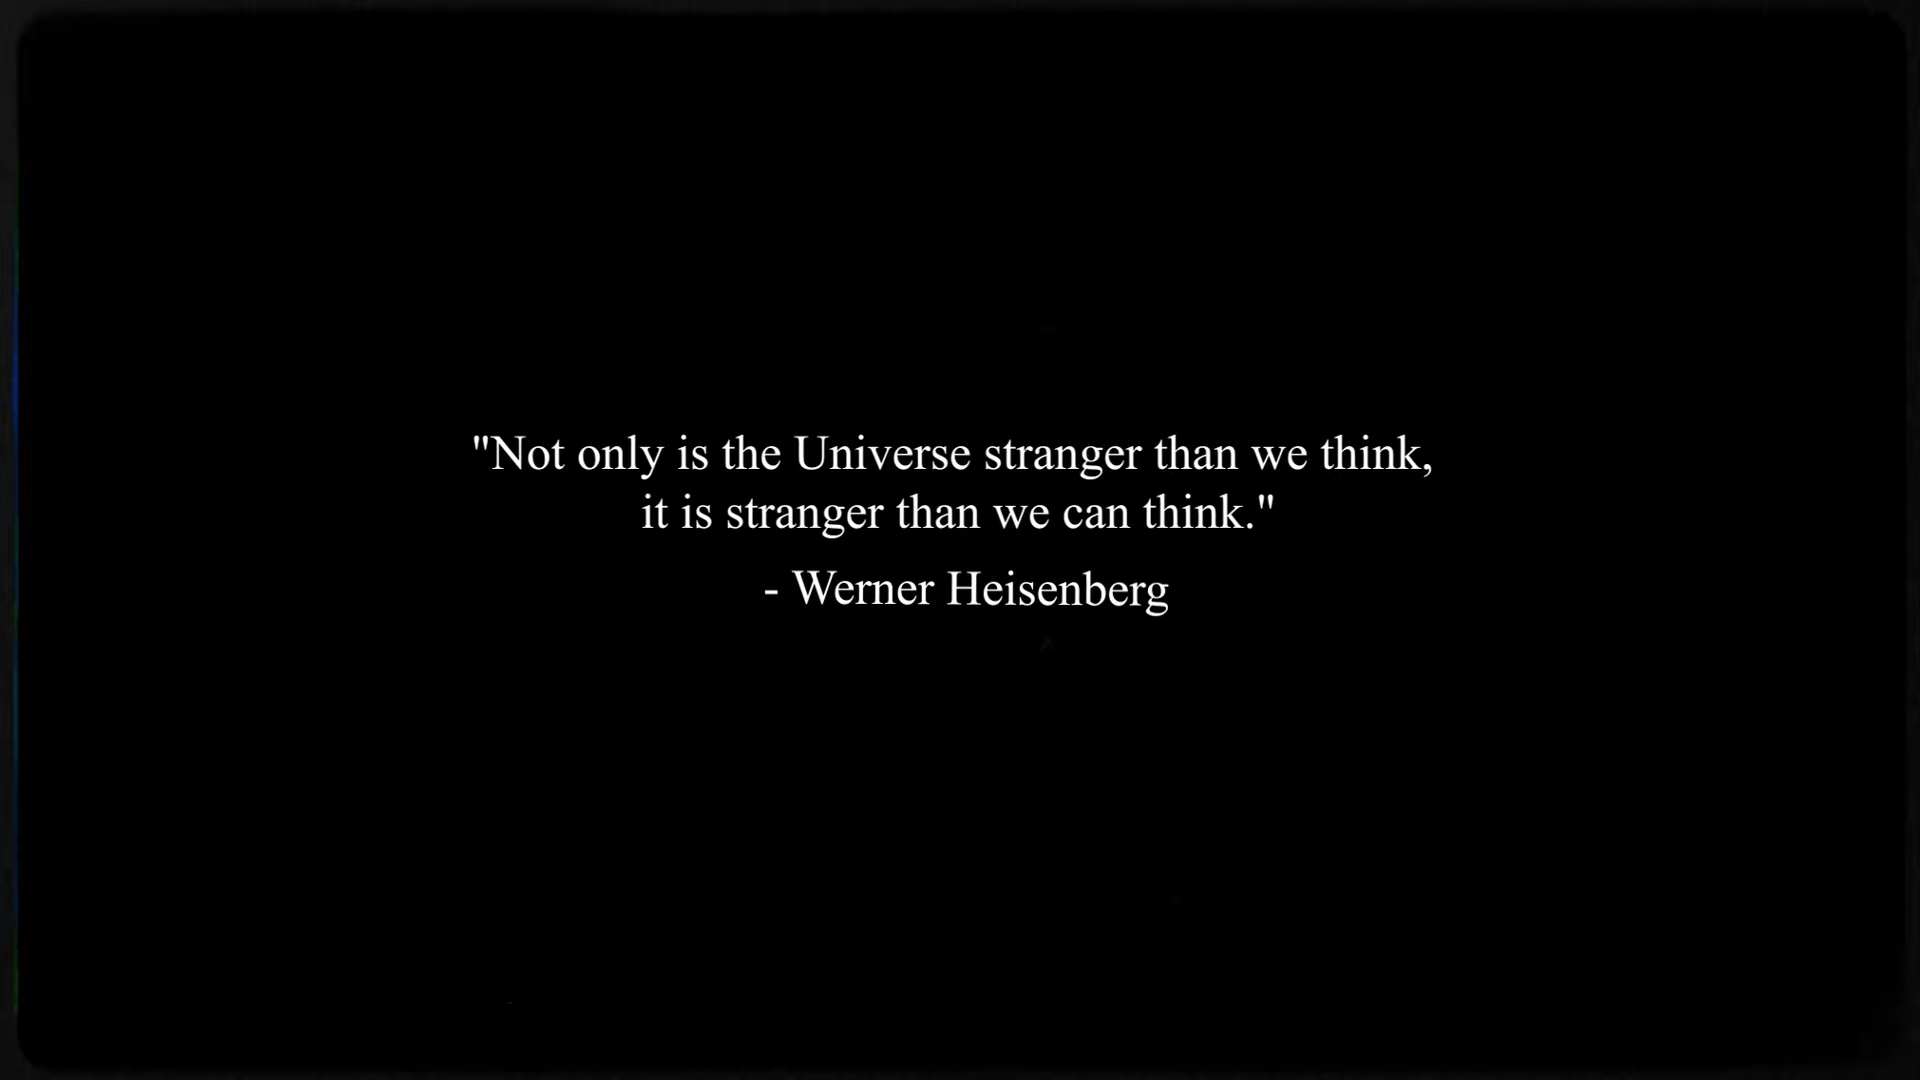 "Not only is the Universe stranger than we think,
it is stranger than we can think."
- Werner Heisenberg